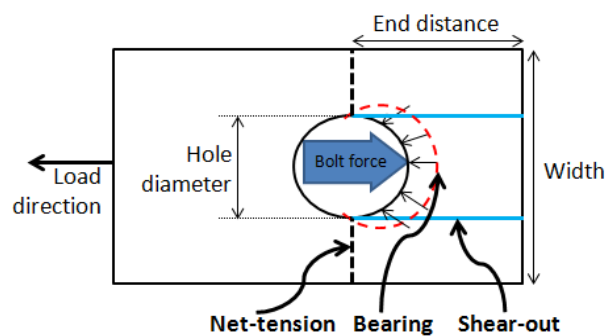 End distance
Hole
diameter
Bolt force
Load
direction
Width
Net-tension
Bearing
Shear-out